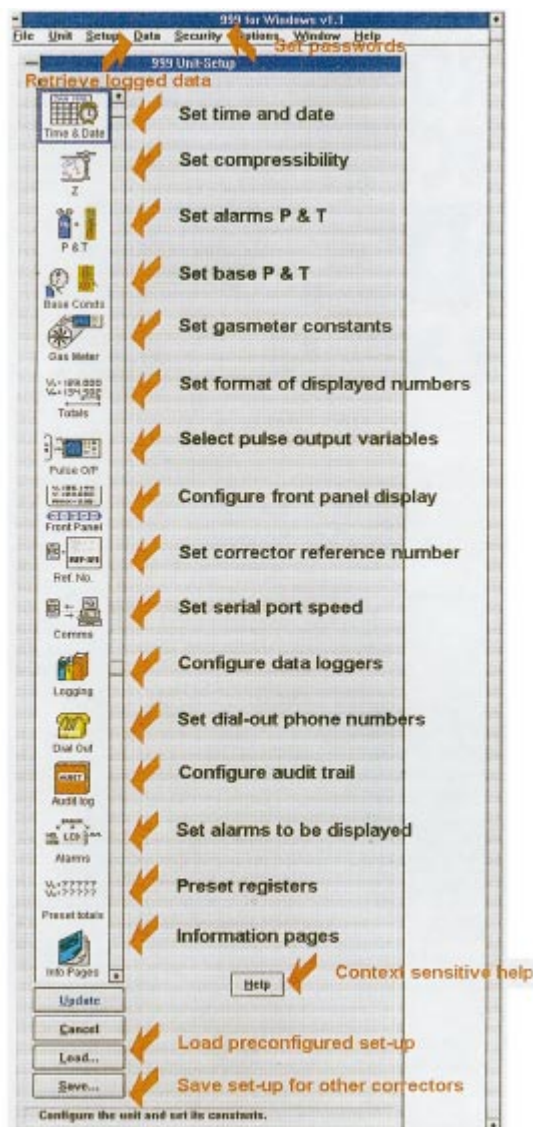 999 for Windows v1.1
File Unit Setup Data Security Options Window Help
Set passwords
999 Unit-Setup
Retrieve logged data
Time & Date
Set time and date
Z
Set compressibility
P & T
Set alarms P & T
Base Conds
Set base P & T
Gas Meter
Set gasmeter constants
Totals
Set format of displayed numbers
Pulse O/P
Select pulse output variables
Front Panel
Configure front panel display
Ref. No.
Set corrector reference number
Comms
Set serial port speed
Logging
Configure data loggers
Dial Out
Set dial-out phone numbers
AUDIT
Audit log
Configure audit trail
Alarms
Set alarms to be displayed
Preset totals
Preset registers
Info Pages
Information pages
Help
Context sensitive help
Update
Cancel
Load...
Load preconfigured set-up
Save...
Save set-up for other correctors
Configure the unit and set its constants.